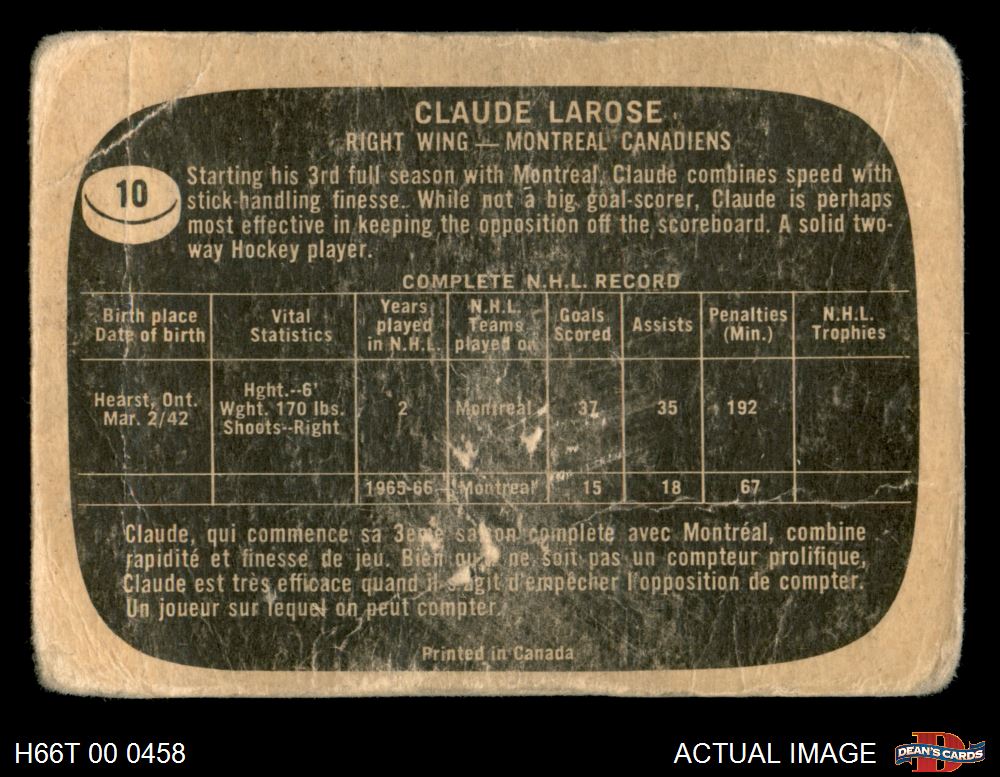 CLAUDE LAROSE
RIGHT WING — MONTREAL CANADIENS
10
Starting his 3rd full season with Montreal, Claude combines speed with
stick-handling finesse. While not a big goal-scorer, Claude is perhaps
most effective in keeping the opposition off the scoreboard. A solid two-
way Hockey player.
COMPLETE N.H.L. RECORD
Birth place
Date of birth
Vital
Statistics
Years
played
in N.H.L.
N.H.L.
Teams
played on
Goals
Scored
Assists
Penalties
(Min.)
N.H.L.
Trophies
Hearst, Ont.
Mar. 2/42
Hght.--6'
Wght. 170 lbs.
Shoots--Right
2
Montreal
37
35
192
1965-66
Montreal
15
18
67
Claude, qui commence sa 3eme saison complète avec Montréal, combine
rapidité et finesse de jeu. Bien ne soit pas un compteur prolifique,
Claude est très efficace quand il s'agit d'empêcher l'opposition de compter.
Un joueur sur lequel on peut compter.
Printed in Canada
H66T 00 0458
ACTUAL IMAGE
D
DEAN'S CARDS